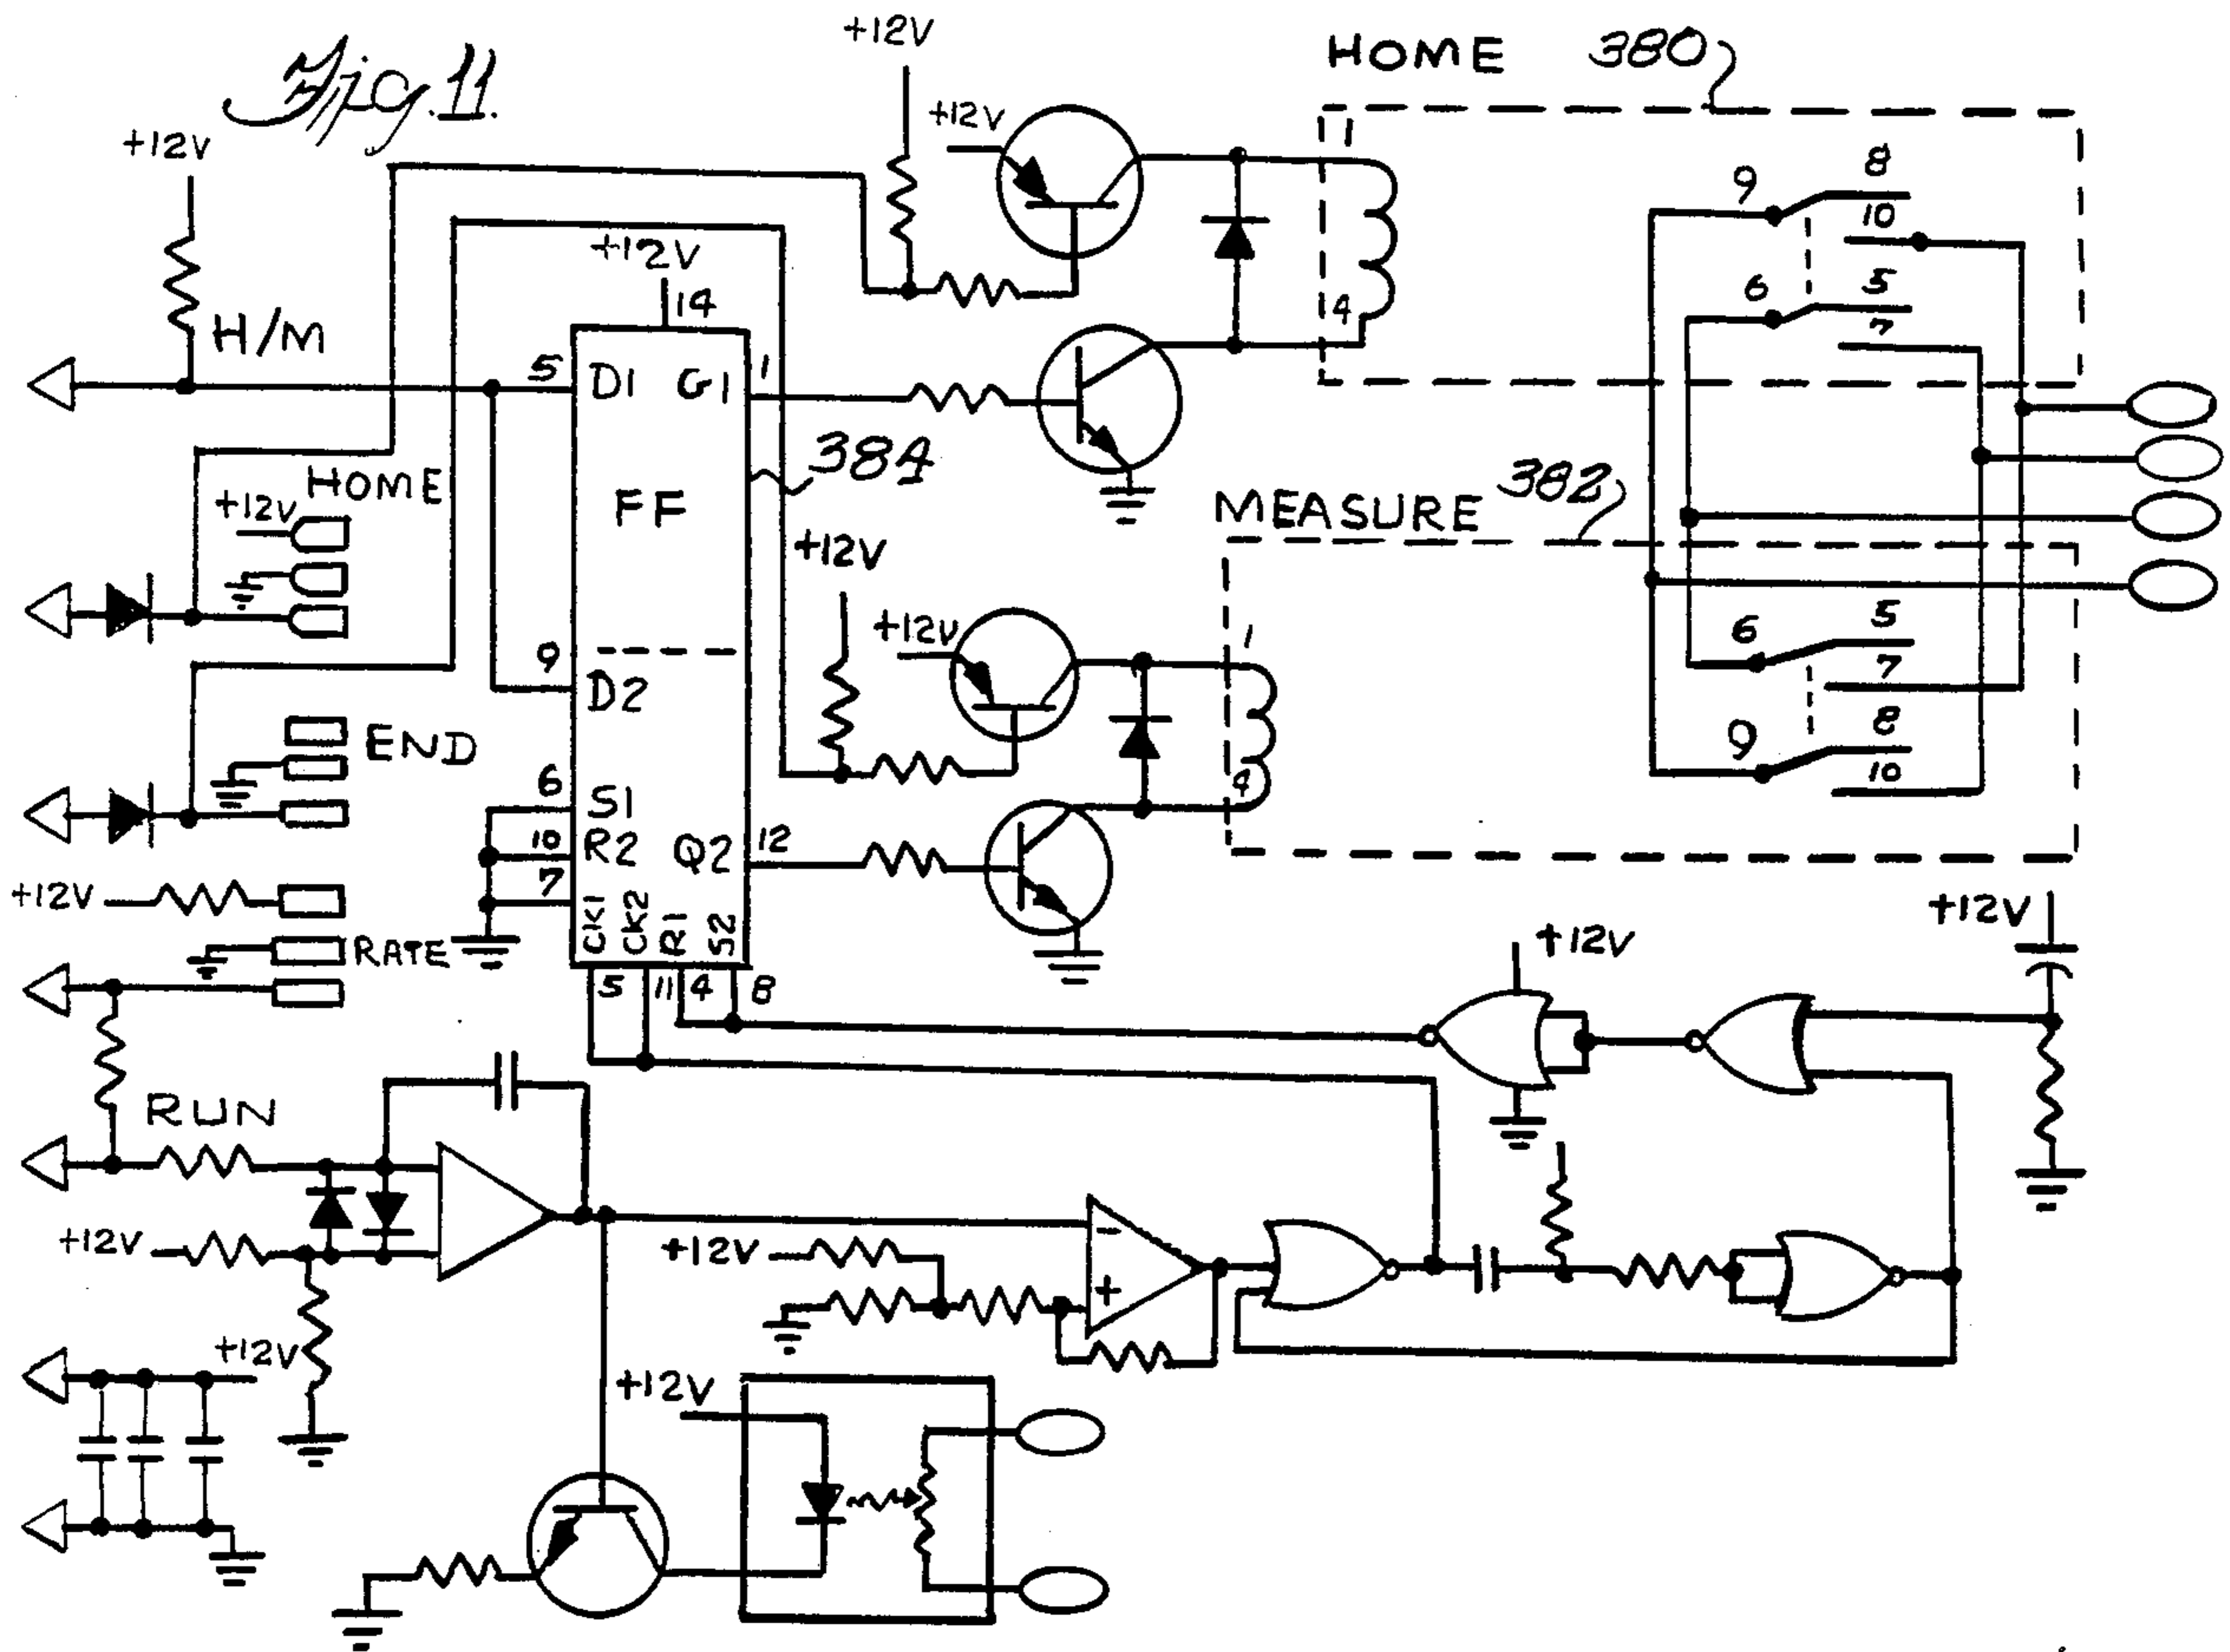 Fig. 11.
+12V
HOME 380
+12V
+12V
1
4
9 8
10
6 5
7
+12V
H/M
+12V
14
5 D1 G1 1
384
FF
HOME
+12V
MEASURE 382
+12V
9
D2
+12V
1
4
6 5
7
9 8
10
END
6 S1
10 R2 Q2 12
7
CK1 CK2 R1 S2
5 11 4 8
+12V
RATE
+12V
+12V
RUN
+12V
+12V
-
+
+12V
+12V